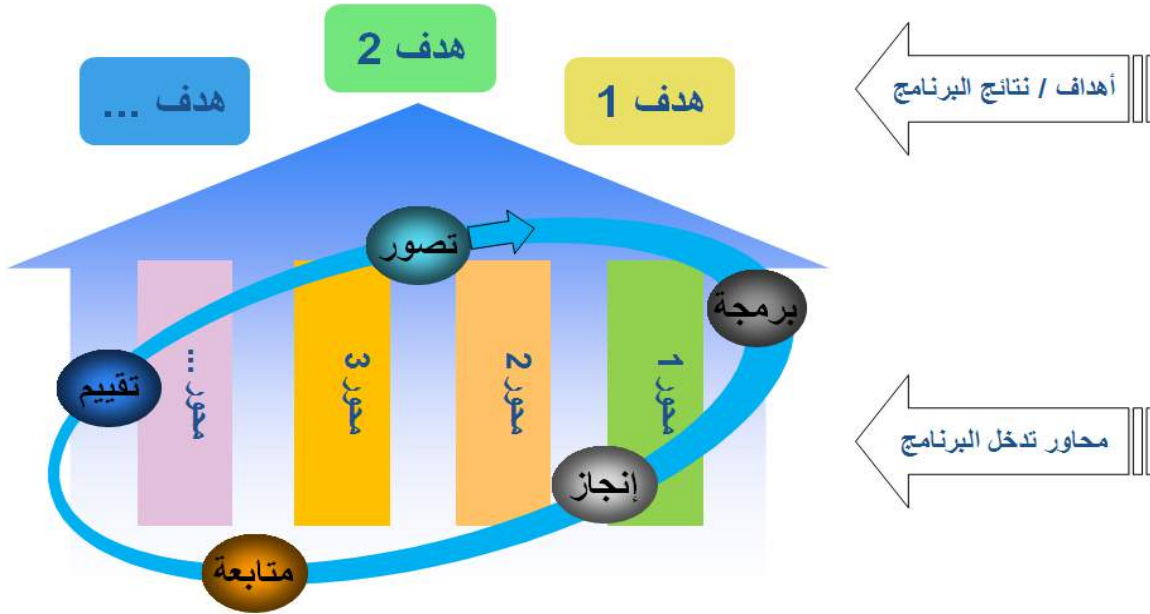 هدف 1
هدف 2
هدف ...
أهداف / نتائج البرنامج
تصور
برمجة
إنجاز
متابعة
تقييم
محور 1
محور 2
محور 3
محور ...
محاور تدخل البرنامج